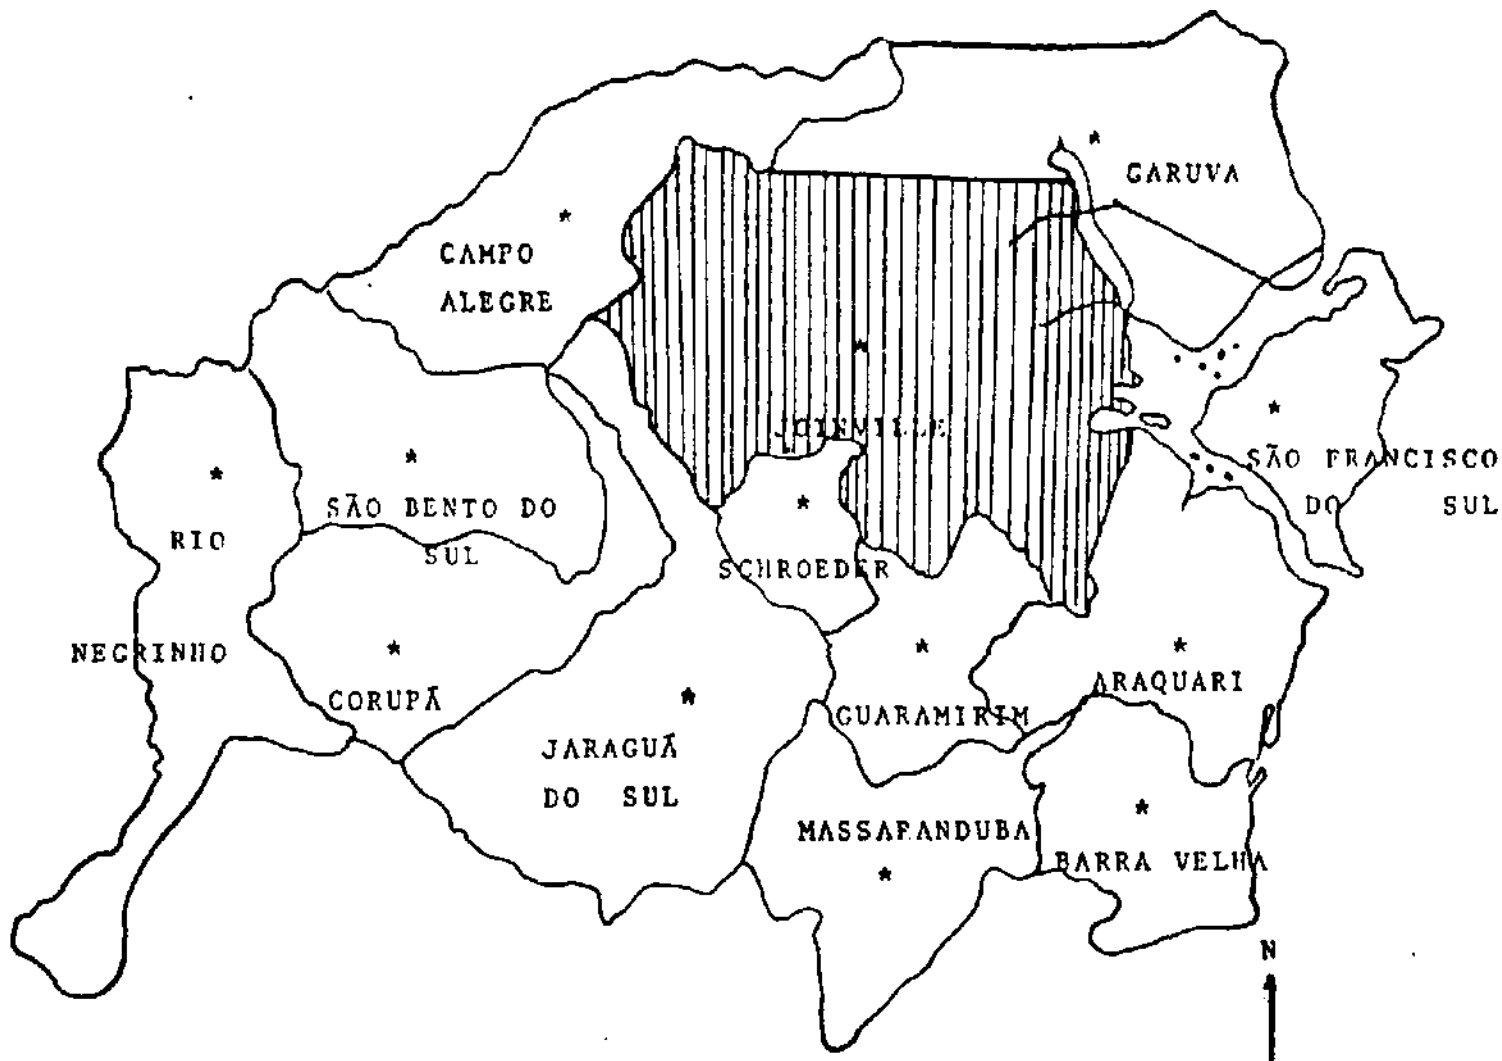 GARUVA
CAMPO
ALEGRE
JOINVILLE
SÃO FRANCISCO
DO SUL
RIO
NEGRINHO
SÃO BENTO DO
SUL
SCHROEDER
CORUPÁ
GUARAMIRIM
ARAQUARI
JARAGUÁ
DO SUL
MASSARANDUBA
BARRA VELHA
N